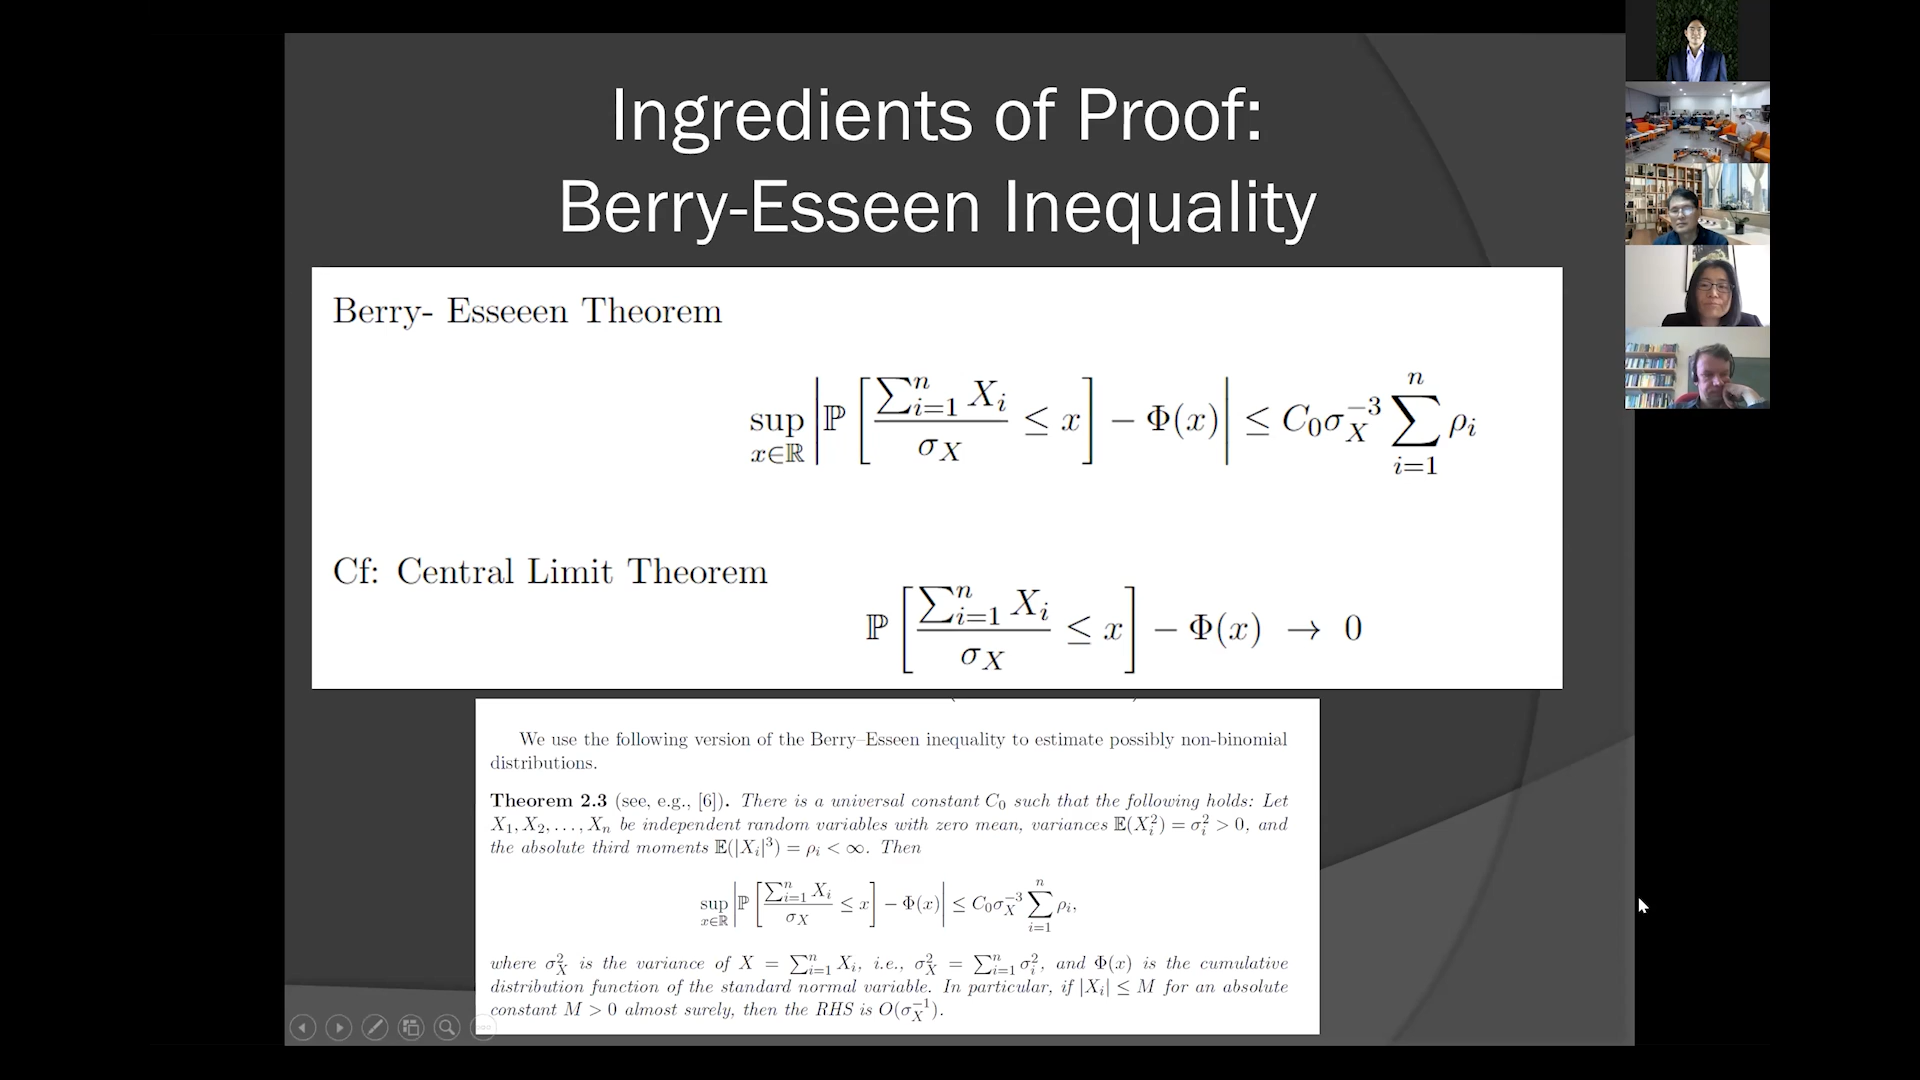 Ingredients of Proof:
Berry-Esseen Inequality
Berry- Esseeen Theorem
sup_{x∈ℝ} |ℙ[∑_{i=1}^n X_i / σ_X ≤ x] − Φ(x)| ≤ C_0σ_X^{−3} ∑_{i=1}^n ρ_i
Cf: Central Limit Theorem
ℙ[∑_{i=1}^n X_i / σ_X ≤ x] − Φ(x) → 0
We use the following version of the Berry–Esseen inequality to estimate possibly non-binomial
distributions.
Theorem 2.3 (see, e.g., [6]). There is a universal constant C_0 such that the following holds: Let
X_1, X_2, . . . , X_n be independent random variables with zero mean, variances 𝔼(X_i^2) = σ_i^2 > 0, and
the absolute third moments 𝔼(|X_i|^3) = ρ_i < ∞. Then
sup_{x∈ℝ} |ℙ[∑_{i=1}^n X_i / σ_X ≤ x] − Φ(x)| ≤ C_0σ_X^{−3} ∑_{i=1}^n ρ_i,
where σ_X^2 is the variance of X = ∑_{i=1}^n X_i, i.e., σ_X^2 = ∑_{i=1}^n σ_i^2, and Φ(x) is the cumulative
distribution function of the standard normal variable. In particular, if |X_i| ≤ M for an absolute
constant M > 0 almost surely, then the RHS is O(σ_X^{−1}).